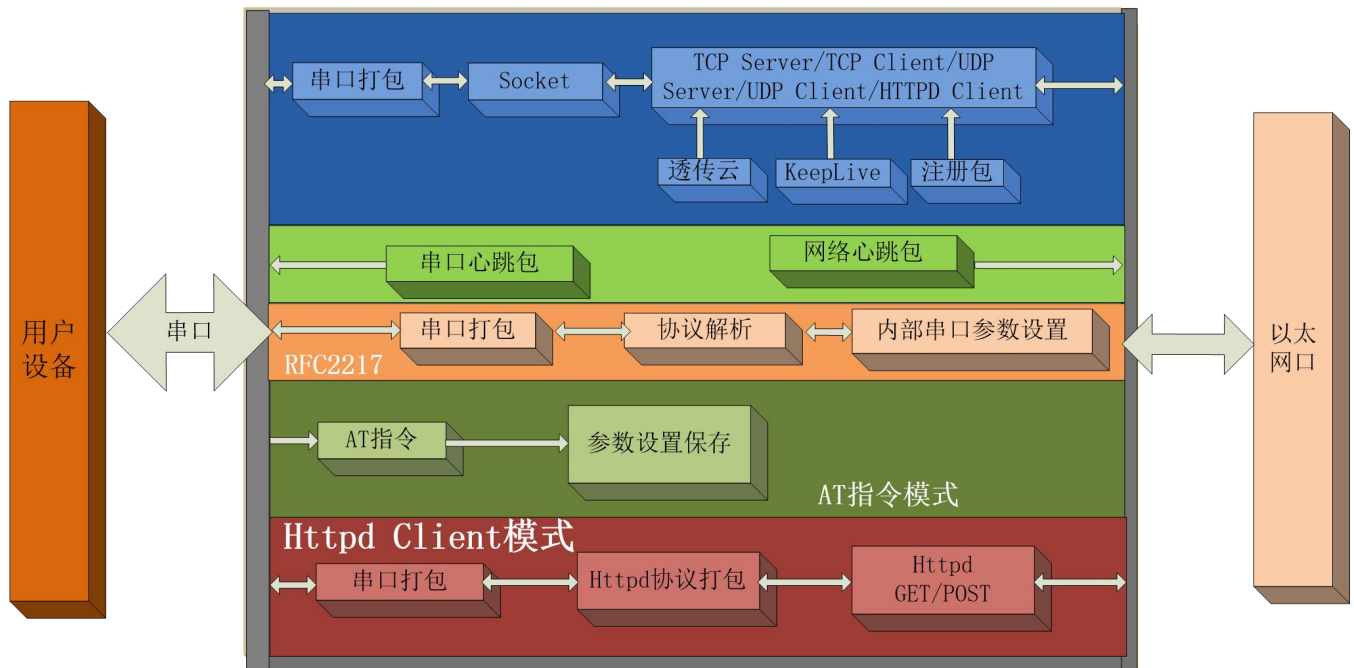 串口打包
Socket
TCP Server/TCP Client/UDP
Server/UDP Client/HTTPD Client
透传云
KeepLive
注册包
串口心跳包
网络心跳包
用户
设备
串口
串口打包
协议解析
内部串口参数设置
RFC2217
以太
网口
AT指令
参数设置保存
AT指令模式
Httpd Client模式
串口打包
Httpd协议打包
Httpd
GET/POST